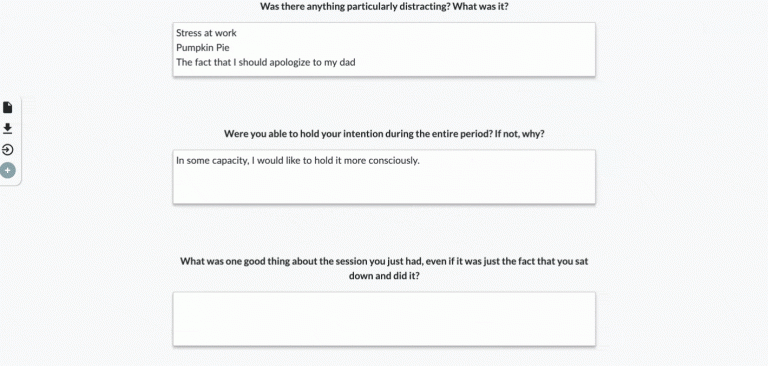 Was there anything particularly distracting? What was it?
Stress at work
Pumpkin Pie
The fact that I should apologize to my dad
Were you able to hold your intention during the entire period? If not, why?
In some capacity, I would like to hold it more consciously.
What was one good thing about the session you just had, even if it was just the fact that you sat
down and did it?